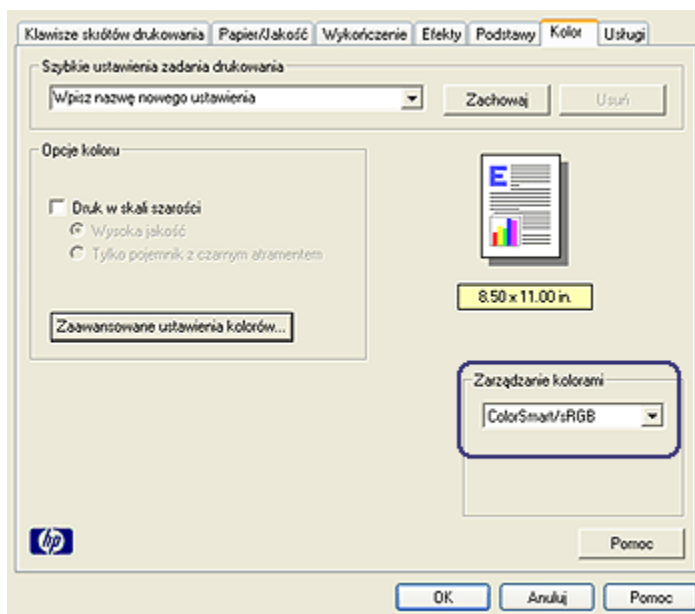 Klawisze skrótów drukowania Papier/Jakość Wykończenie Efekty Podstawy Kolor Usługi
Szybkie ustawienia zadania drukowania
Wpisz nazwę nowego ustawienia Zachowaj Usuń
Opcje koloru
Druk w skali szarości
Wysoka jakość
Tylko pojemnik z czarnym atramentem
Zaawansowane ustawienia kolorów...
E
8.50 x 11.00 in.
Zarządzanie kolorami
ColorSmart/sRGB
hp
Pomoc
OK Anuluj Pomoc